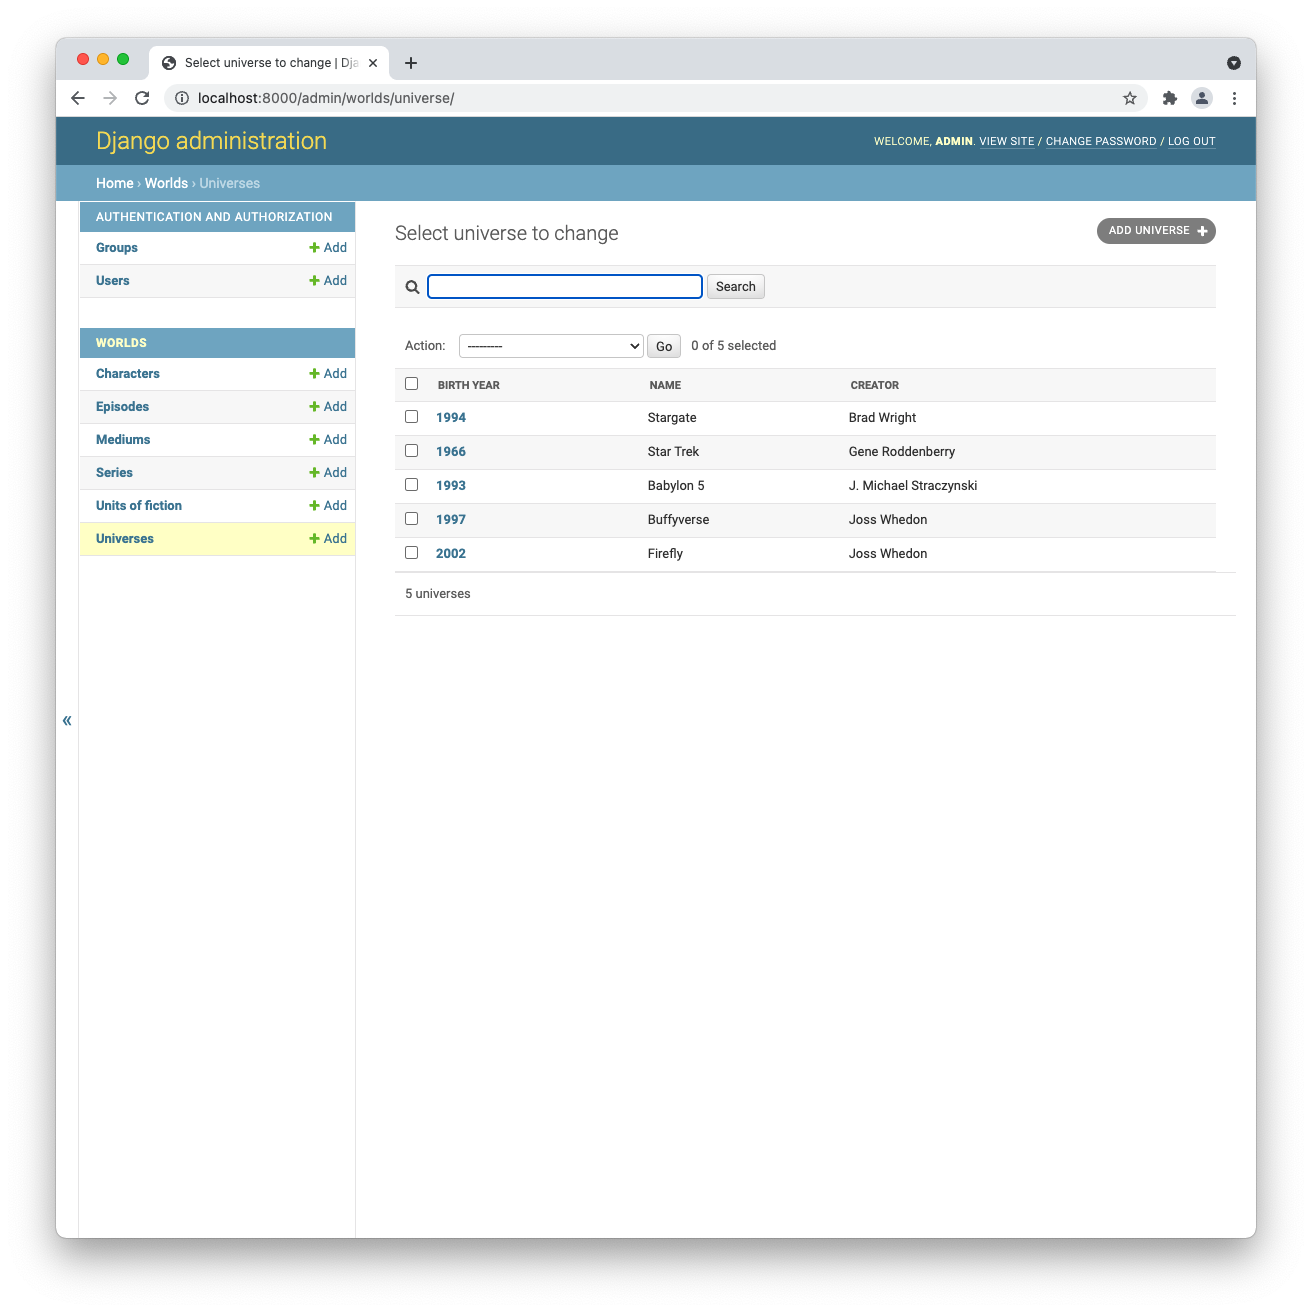 Select universe to change | Dja
localhost:8000/admin/worlds/universe/
Django administration
WELCOME, ADMIN. VIEW SITE / CHANGE PASSWORD / LOG OUT
Home › Worlds › Universes
AUTHENTICATION AND AUTHORIZATION
Groups + Add
Users + Add
WORLDS
Characters + Add
Episodes + Add
Mediums + Add
Series + Add
Units of fiction + Add
Universes + Add
«
Select universe to change
ADD UNIVERSE +
Search
Action: --------- Go 0 of 5 selected
BIRTH YEAR NAME CREATOR
1994 Stargate Brad Wright
1966 Star Trek Gene Roddenberry
1993 Babylon 5 J. Michael Straczynski
1997 Buffyverse Joss Whedon
2002 Firefly Joss Whedon
5 universes